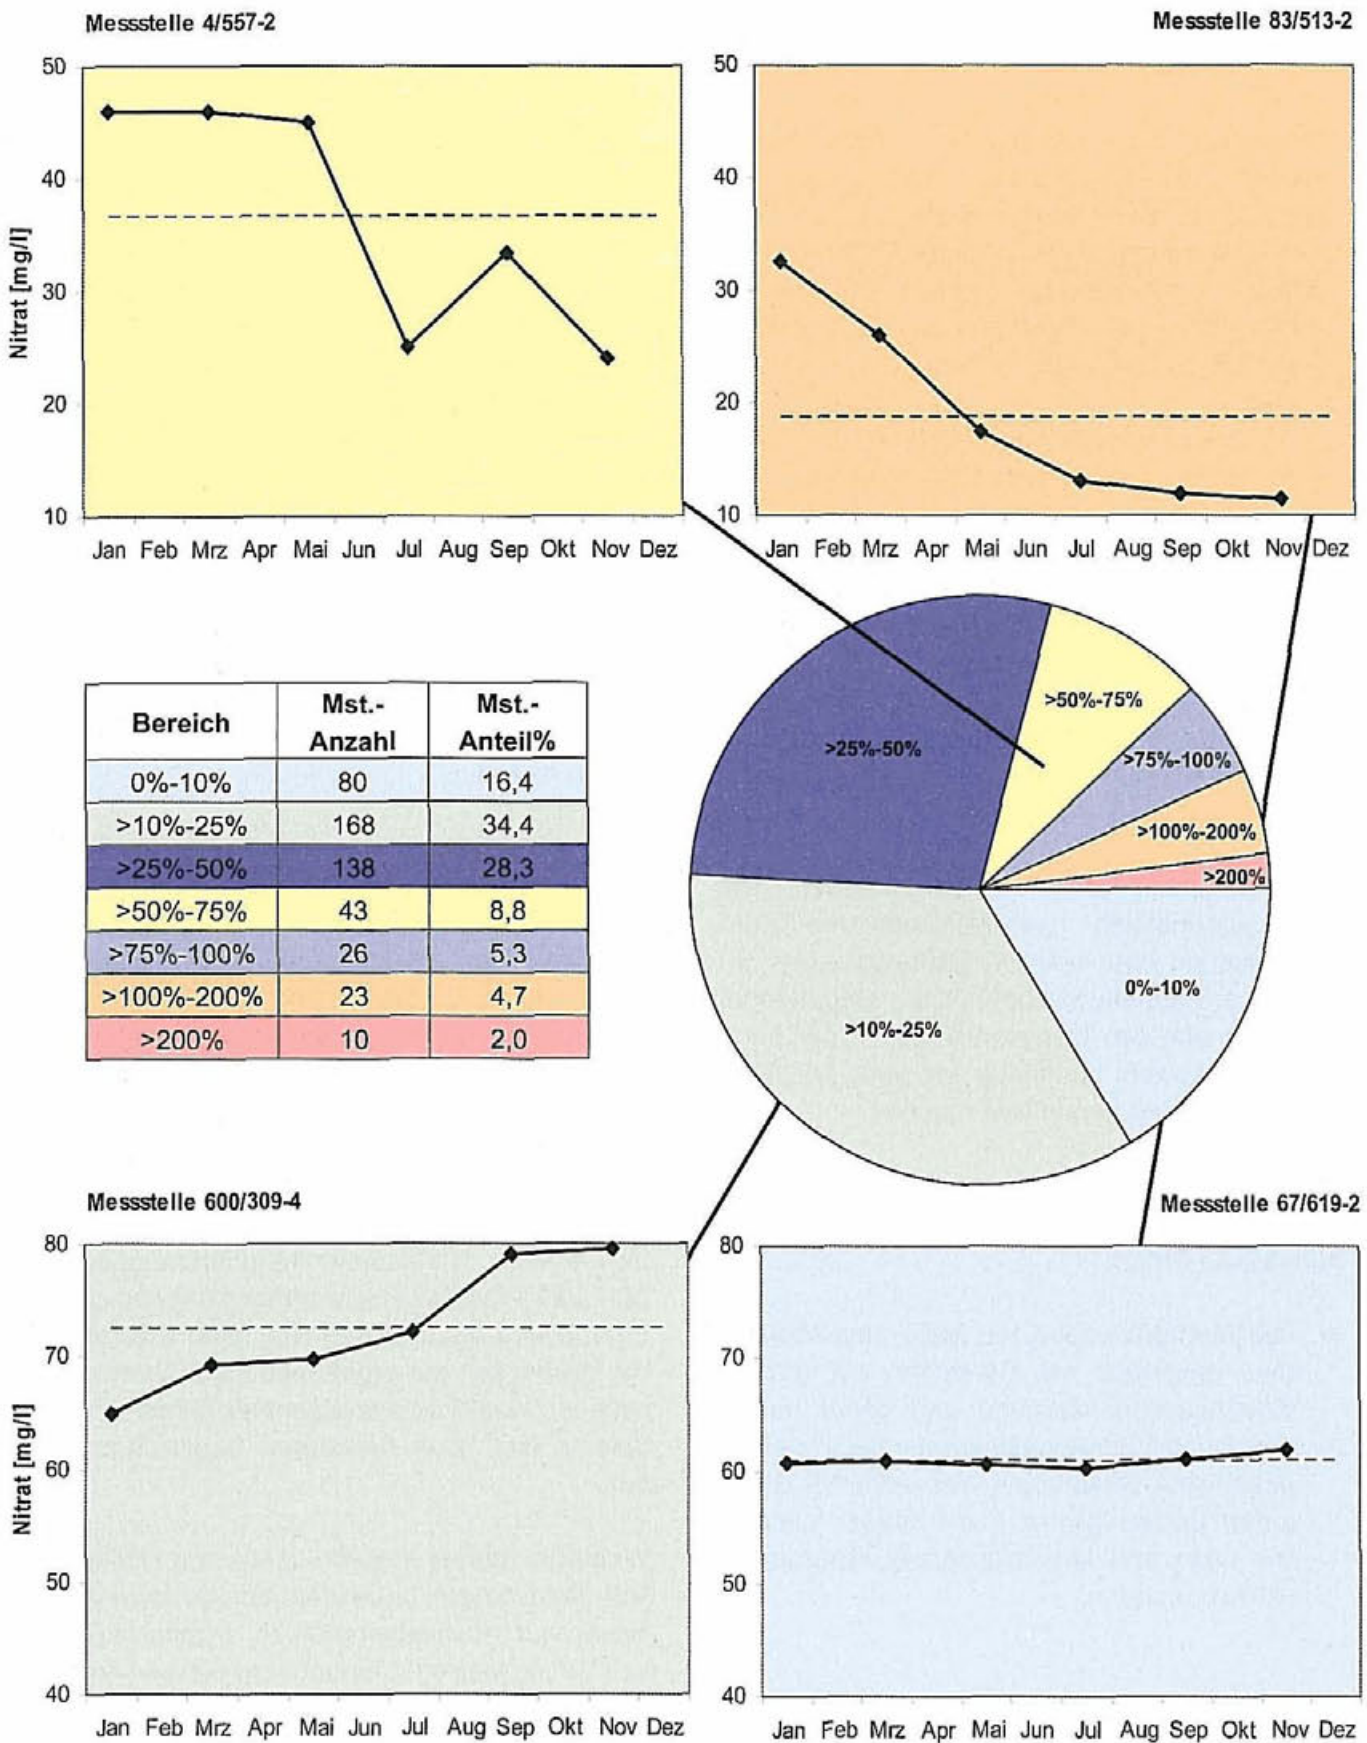 Messstelle 4/557-2
Messstelle 83/513-2
50
40
30
20
10
Nitrat [mg/l]
Jan Feb Mrz Apr Mai Jun Jul Aug Sep Okt Nov Dez
50
40
30
20
10
Jan Feb Mrz Apr Mai Jun Jul Aug Sep Okt Nov Dez
Bereich Mst.-Anzahl Mst.-Anteil%
0%-10% 80 16,4
>10%-25% 168 34,4
>25%-50% 138 28,3
>50%-75% 43 8,8
>75%-100% 26 5,3
>100%-200% 23 4,7
>200% 10 2,0
>25%-50%
>50%-75%
>75%-100%
>100%-200%
>200%
0%-10%
>10%-25%
Messstelle 600/309-4
Messstelle 67/619-2
80
70
60
50
40
Nitrat [mg/l]
Jan Feb Mrz Apr Mai Jun Jul Aug Sep Okt Nov Dez
80
70
60
50
40
Jan Feb Mrz Apr Mai Jun Jul Aug Sep Okt Nov Dez